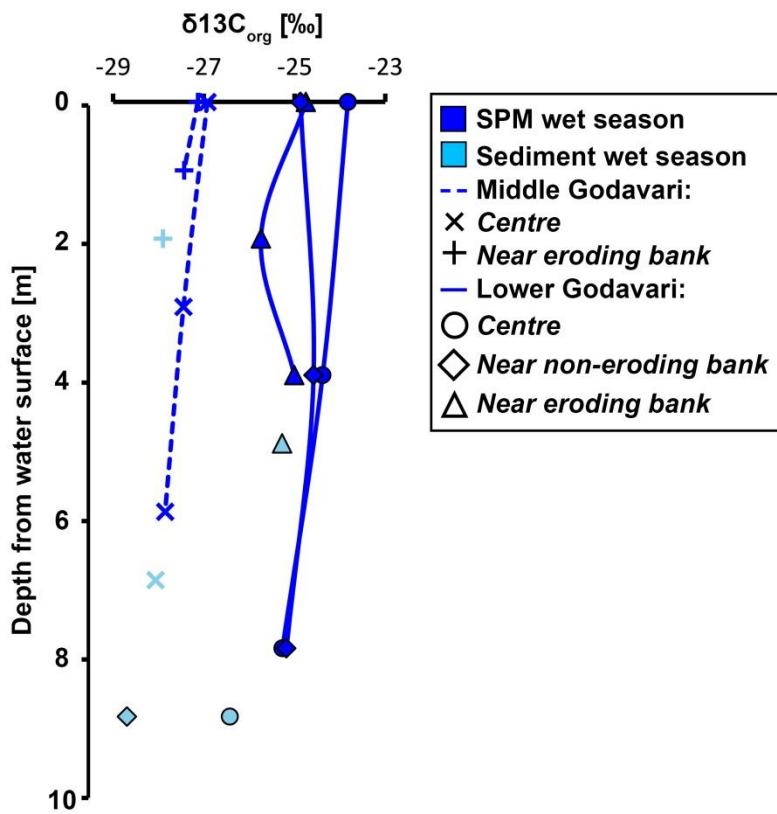 δ13Corg [‰]
-29 -27 -25 -23
0
2
4
6
8
10
Depth from water surface [m]
SPM wet season
Sediment wet season
Middle Godavari:
Centre
Near eroding bank
Lower Godavari:
Centre
Near non-eroding bank
Near eroding bank